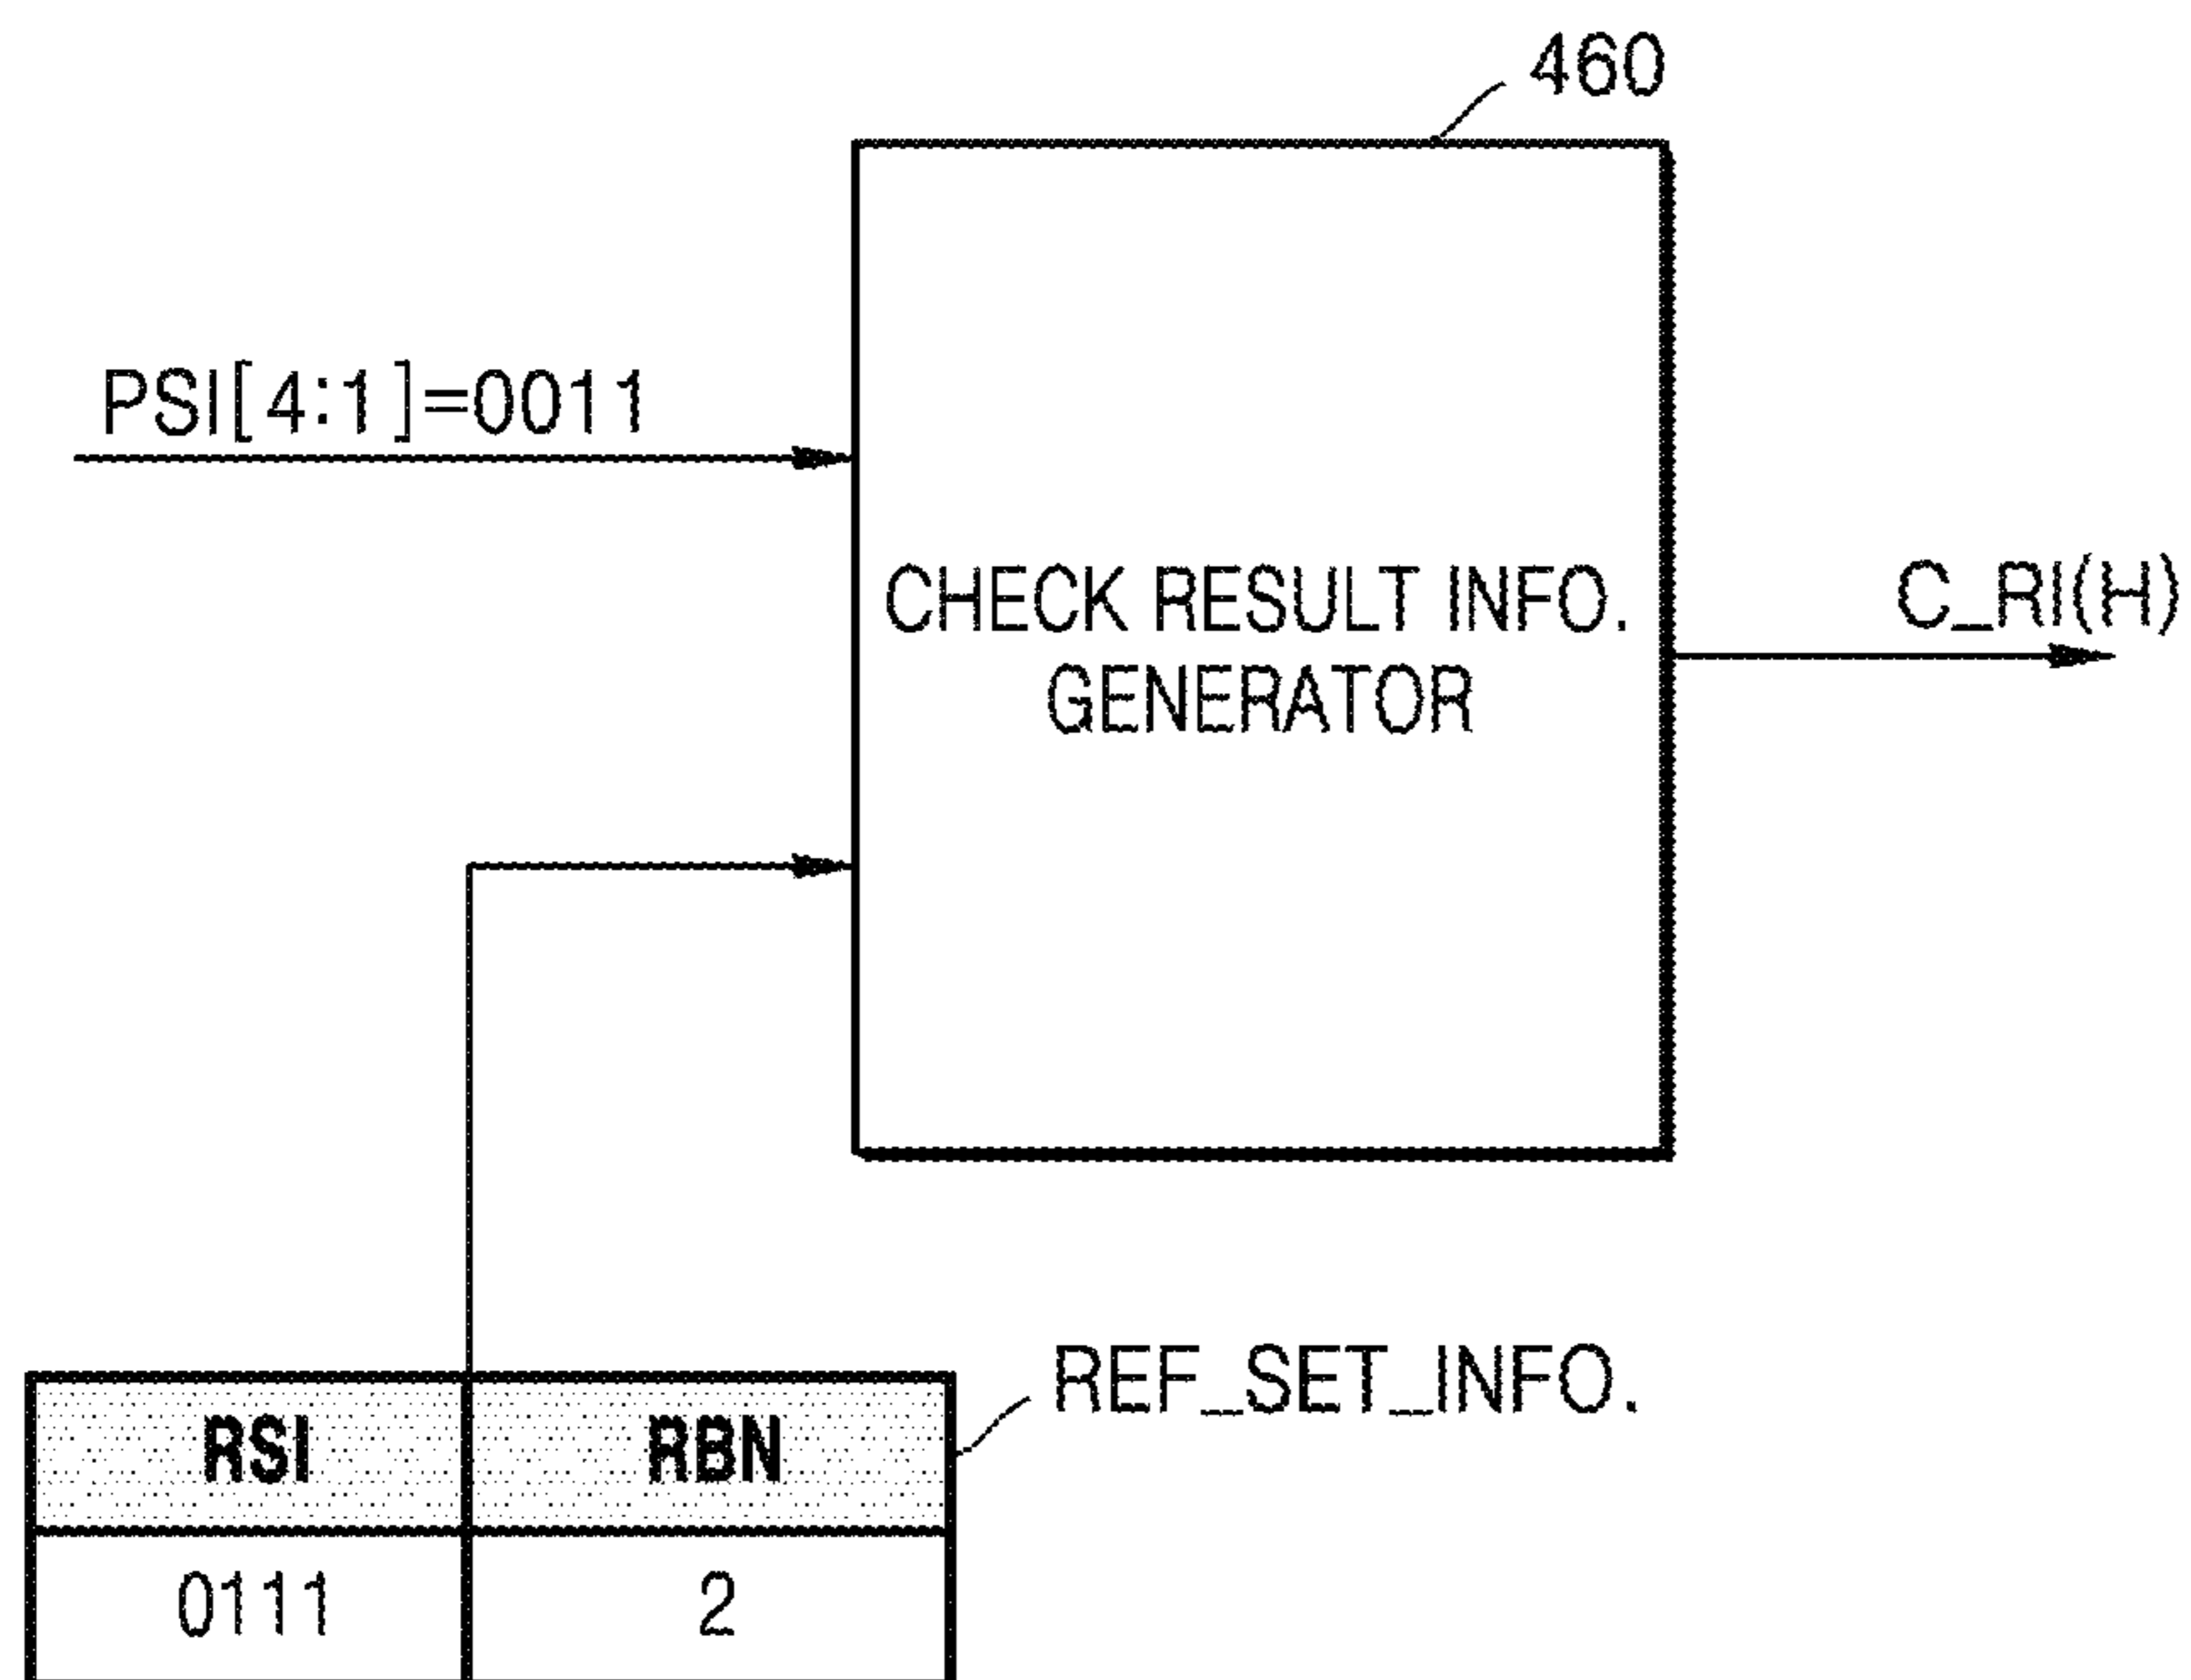 460
PSI[4:1]=0011
CHECK RESULT INFO.
GENERATOR
C_RI(H)
REF_SET_INFO.
RSI RBN
0111 2